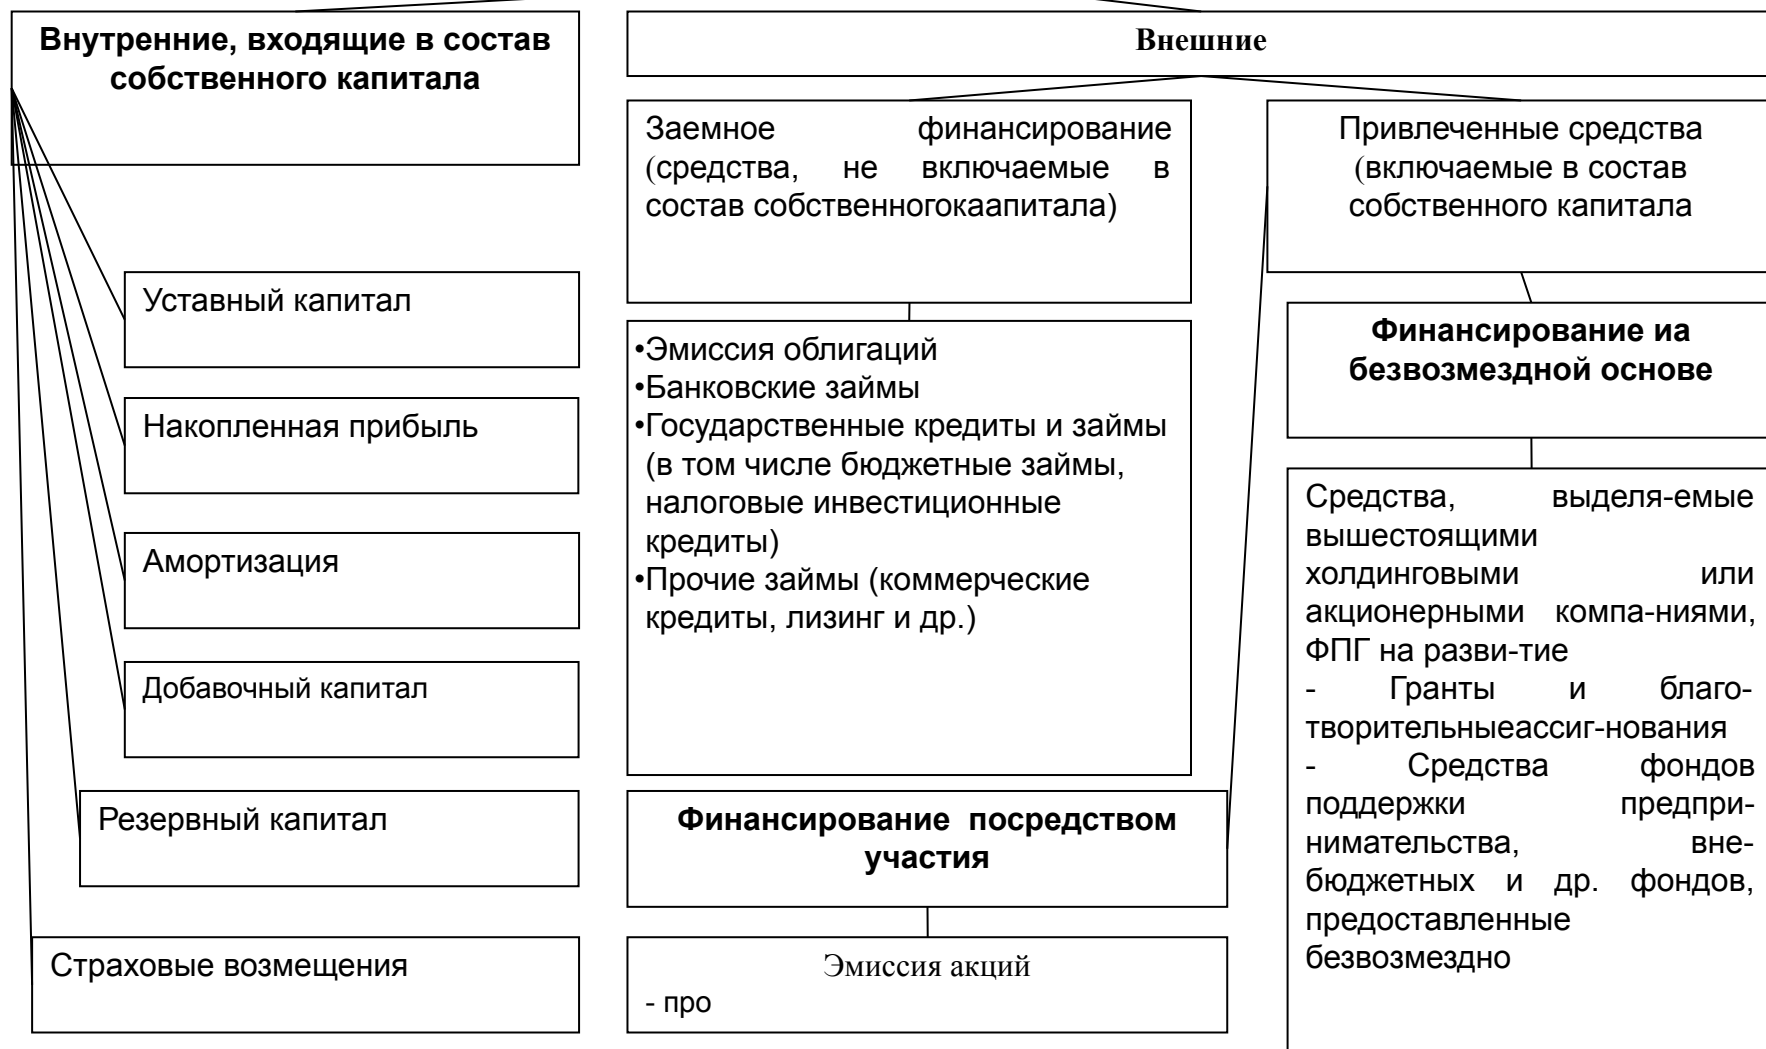 Внутренние, входящие в состав
собственного капитала
Уставный капитал
Накопленная прибыль
Амортизация
Добавочный капитал
Резервный капитал
Страховые возмещения
Внешние
Заемное финансирование
(средства, не включаемые в
состав собственногокаапитала)
•Эмиссия облигаций
•Банковские займы
•Государственные кредиты и займы
(в том числе бюджетные займы,
налоговые инвестиционные
кредиты)
•Прочие займы (коммерческие
кредиты, лизинг и др.)
Привлеченные средства
(включаемые в состав
собственного капитала
Финансирование посредством
участия
Эмиссия акций
- про
Финансирование иа
безвозмездной основе
Средства, выделя-емые
вышестоящими
холдинговыми или
акционерными компа-ниями,
ФПГ на разви-тие
- Гранты и благо-
творительныеассиг-нования
- Средства фондов
поддержки предпри-
нимательства, вне-
бюджетных и др. фондов,
предоставленные
безвозмездно